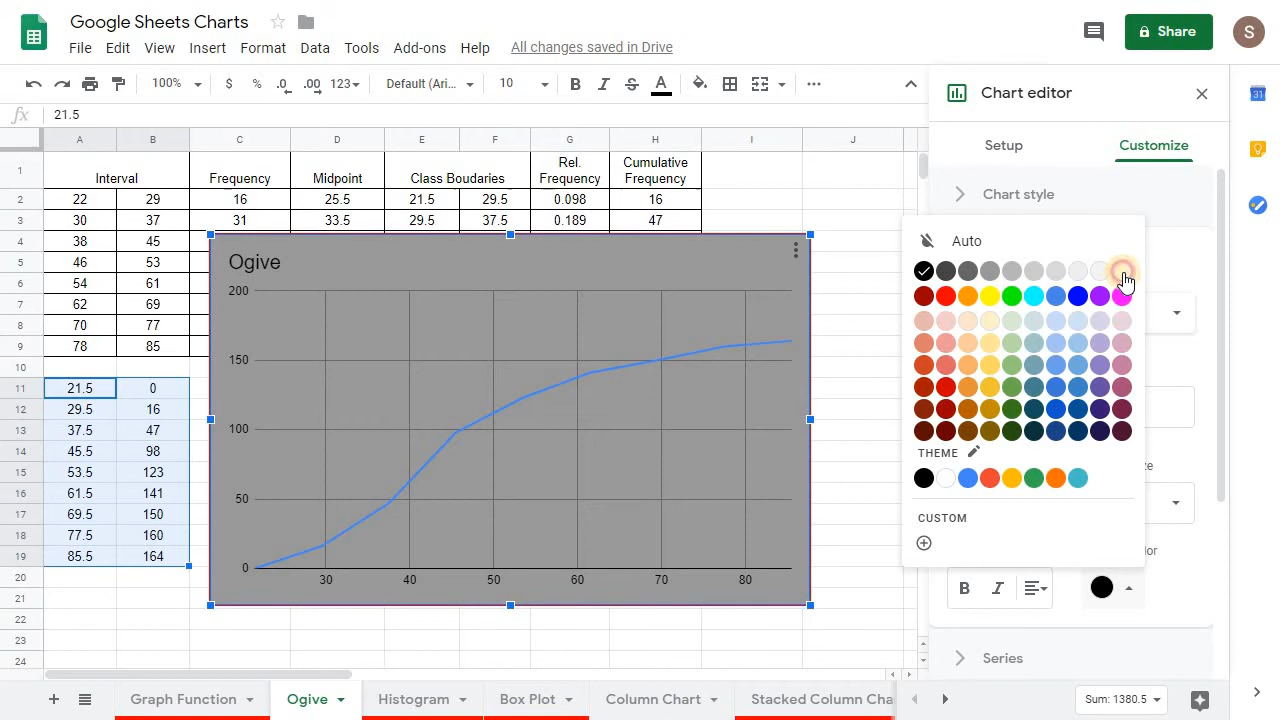 Google Sheets Charts
File Edit View Insert Format Data Tools Add-ons Help All changes saved in Drive
Share
S
100% $ % .0 .00 123 Default (Ari... 10 B I S A
31
fx 21.5
Chart editor
Setup Customize
Chart style
A B C D E F G H I J
1 Interval Frequency Midpoint Class Boudaries Rel. Frequency Cumulative Frequency
2 22 29 16 25.5 21.5 29.5 0.098 16
3 30 37 31 33.5 29.5 37.5 0.189 47
4 38 45
5 46 53
6 54 61
7 62 69
8 70 77
9 78 85
10
11 21.5 0
12 29.5 16
13 37.5 47
14 45.5 98
15 53.5 123
16 61.5 141
17 69.5 150
18 77.5 160
19 85.5 164
20
21
22
23
24
Ogive
200
150
100
50
0
30 40 50 60 70 80
Auto
THEME
CUSTOM
ze
lor
B I
Series
Graph Function Ogive Histogram Box Plot Column Chart Stacked Column Cha
Sum: 1380.5